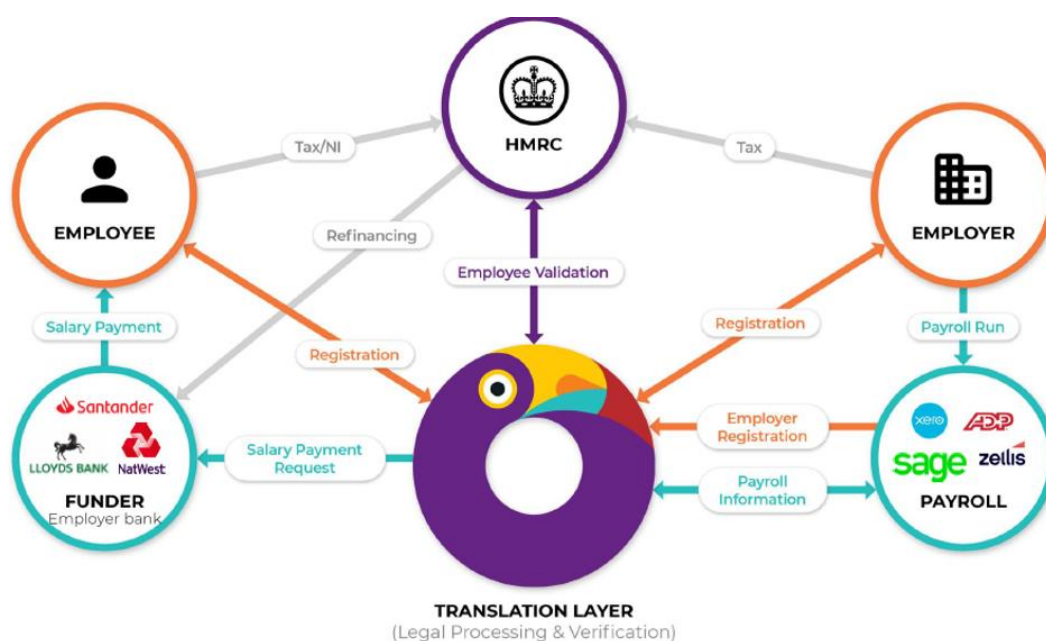 HMRC
EMPLOYEE
EMPLOYER
Tax/NI
Tax
Refinancing
Employee Validation
Salary Payment
Registration
Registration
Payroll Run
Santander
LLOYDS BANK
NatWest
FUNDER
Employer bank
Salary Payment
Request
Employer
Registration
Payroll
Information
xero
ADP
sage
zellis
PAYROLL
TRANSLATION LAYER
(Legal Processing & Verification)